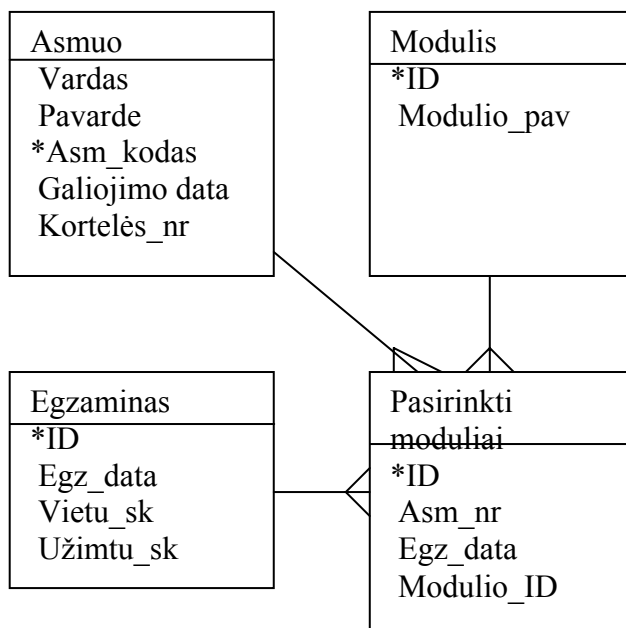 Asmuo
Vardas
Pavarde
*Asm_kodas
Galiojimo data
Kortelės_nr
Modulis
*ID
Modulio_pav
Egzaminas
*ID
Egz_data
Vietu_sk
Užimtu_sk
Pasirinkti
moduliai
*ID
Asm_nr
Egz_data
Modulio_ID